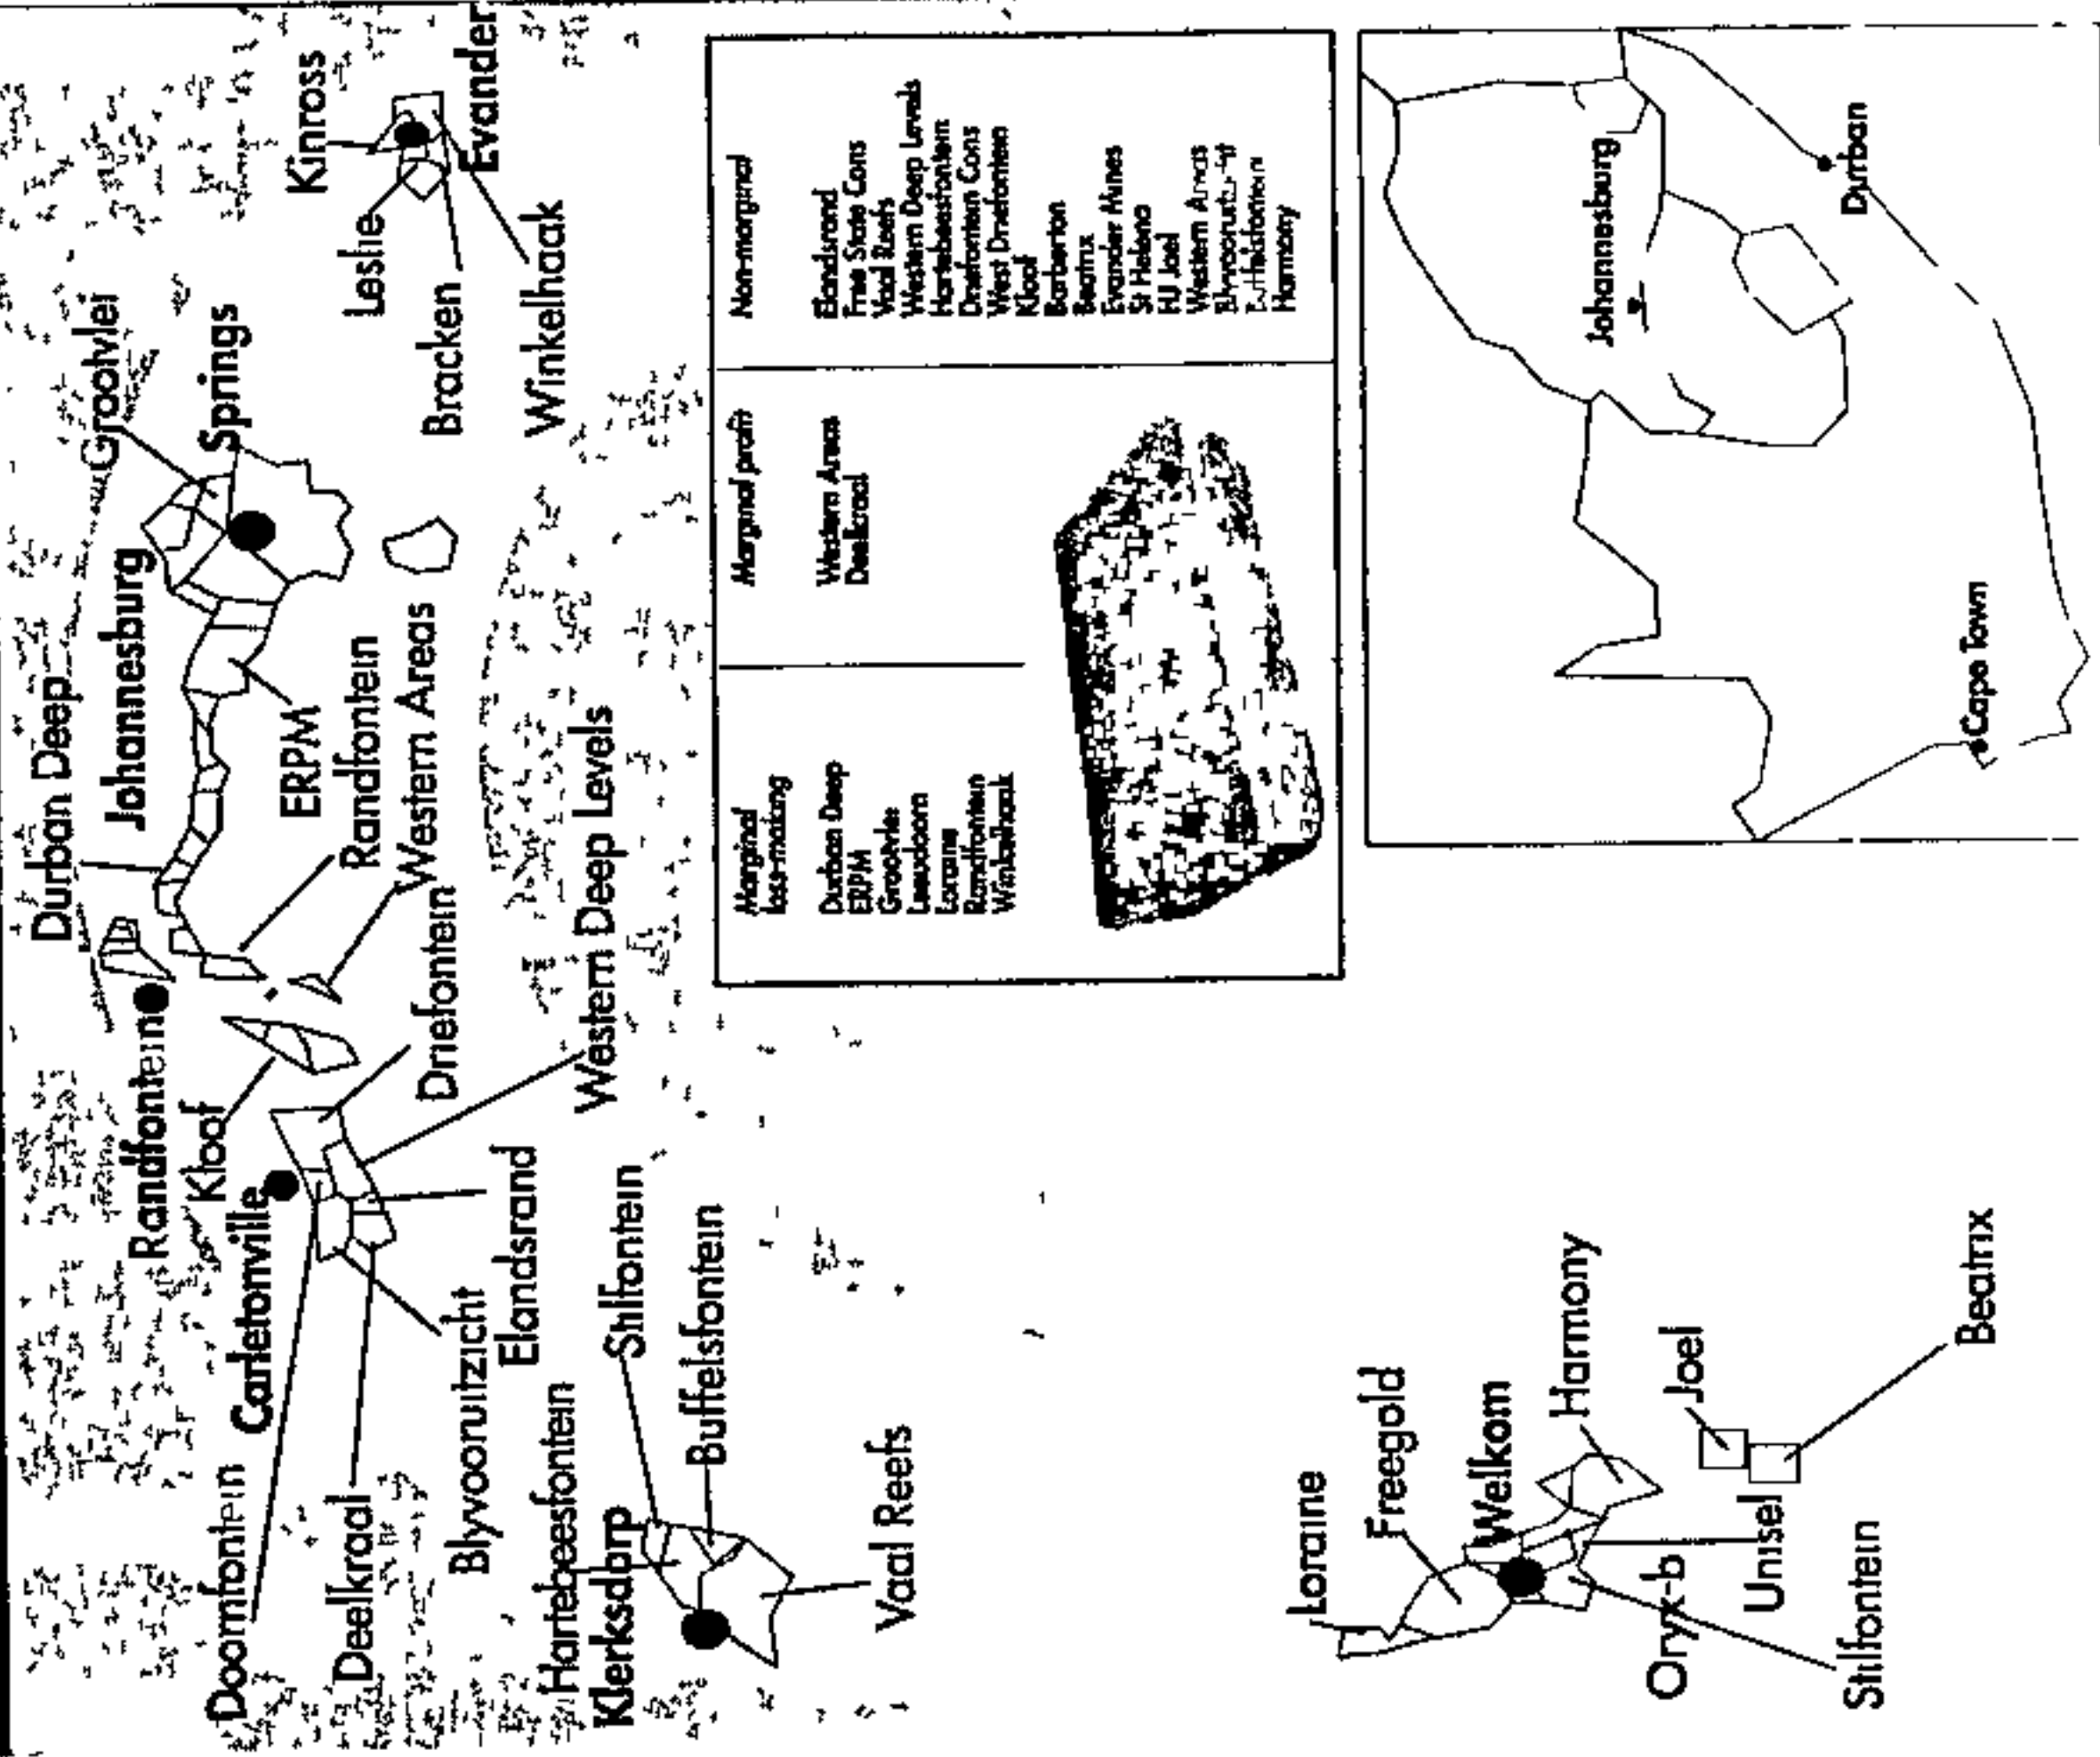 Durban Deep
Johannesburg
Grootvlei
Springs
Kinross
Leslie
Evander
Bracken
Winkelhaak
ERPM
Randfontein
Western Areas
Randfontein
Kloof
Driefontein
Western Deep Levels
Carletonville
Doornfontein
Deelkraal
Blyvooruitzicht
Elandsrand
Hartebeesfontein
Klerksdorp
Stilfontein
Buffelsfontein
Vaal Reefs
Loraine
Freegold
Welkom
Harmony
Joel
Beatrix
Oryx-b
Unisel
Stilfontein
Marginal
loss-making
Durban Deep
ERPM
Grootvlei
Leeudoorn
Loraine
Randfontein
Winkelhaak
Marginal profit
Western Areas
Deelkraal
Non-marginal
Elandsrand
Free State Cons
Vaal Reefs
Western Deep Levels
Hartebeesfontein
Driefontein Cons
West Driefontein
Kloof
Barberton
Beatrix
Evander Mines
St Helena
HJ Joel
Western Areas
Harmony
Johannesburg
Durban
Cape Town